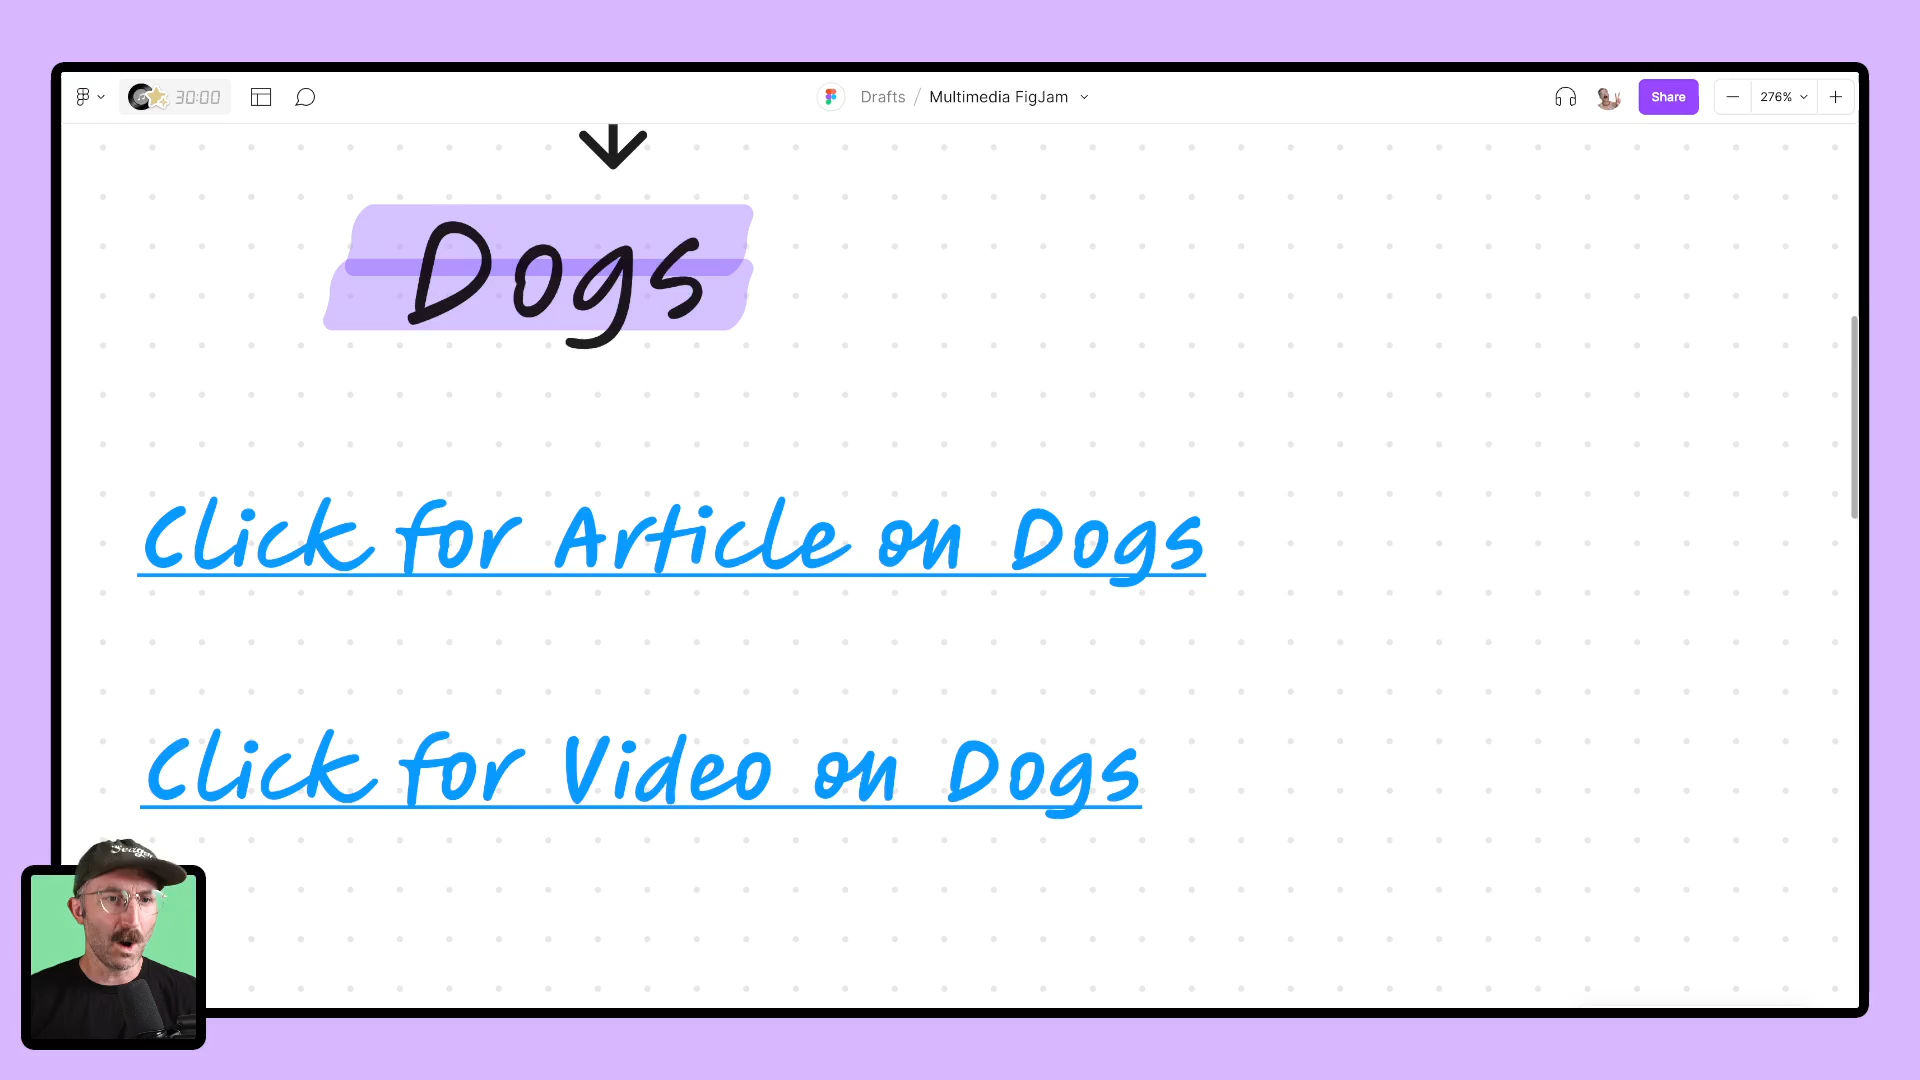 30:00
Drafts / Multimedia FigJam
Share
276%
Dogs
Click for Article on Dogs
Click for Video on Dogs